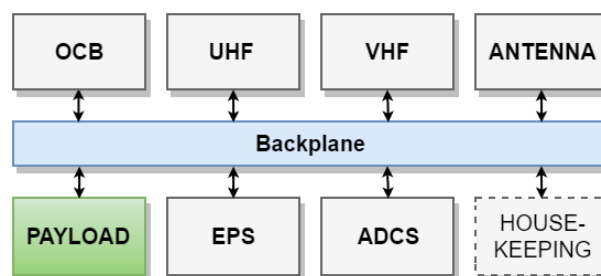 OCB
UHF
VHF
ANTENNA
Backplane
PAYLOAD
EPS
ADCS
HOUSE-
KEEPING